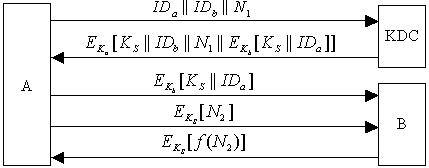 ID_a || ID_b || N_1
E_{K_a}[K_S || ID_b || N_1 || E_{K_b}[K_S || ID_a]]
KDC
A
E_{K_b}[K_S || ID_a]
E_{K_S}[N_2]
B
E_{K_S}[f(N_2)]